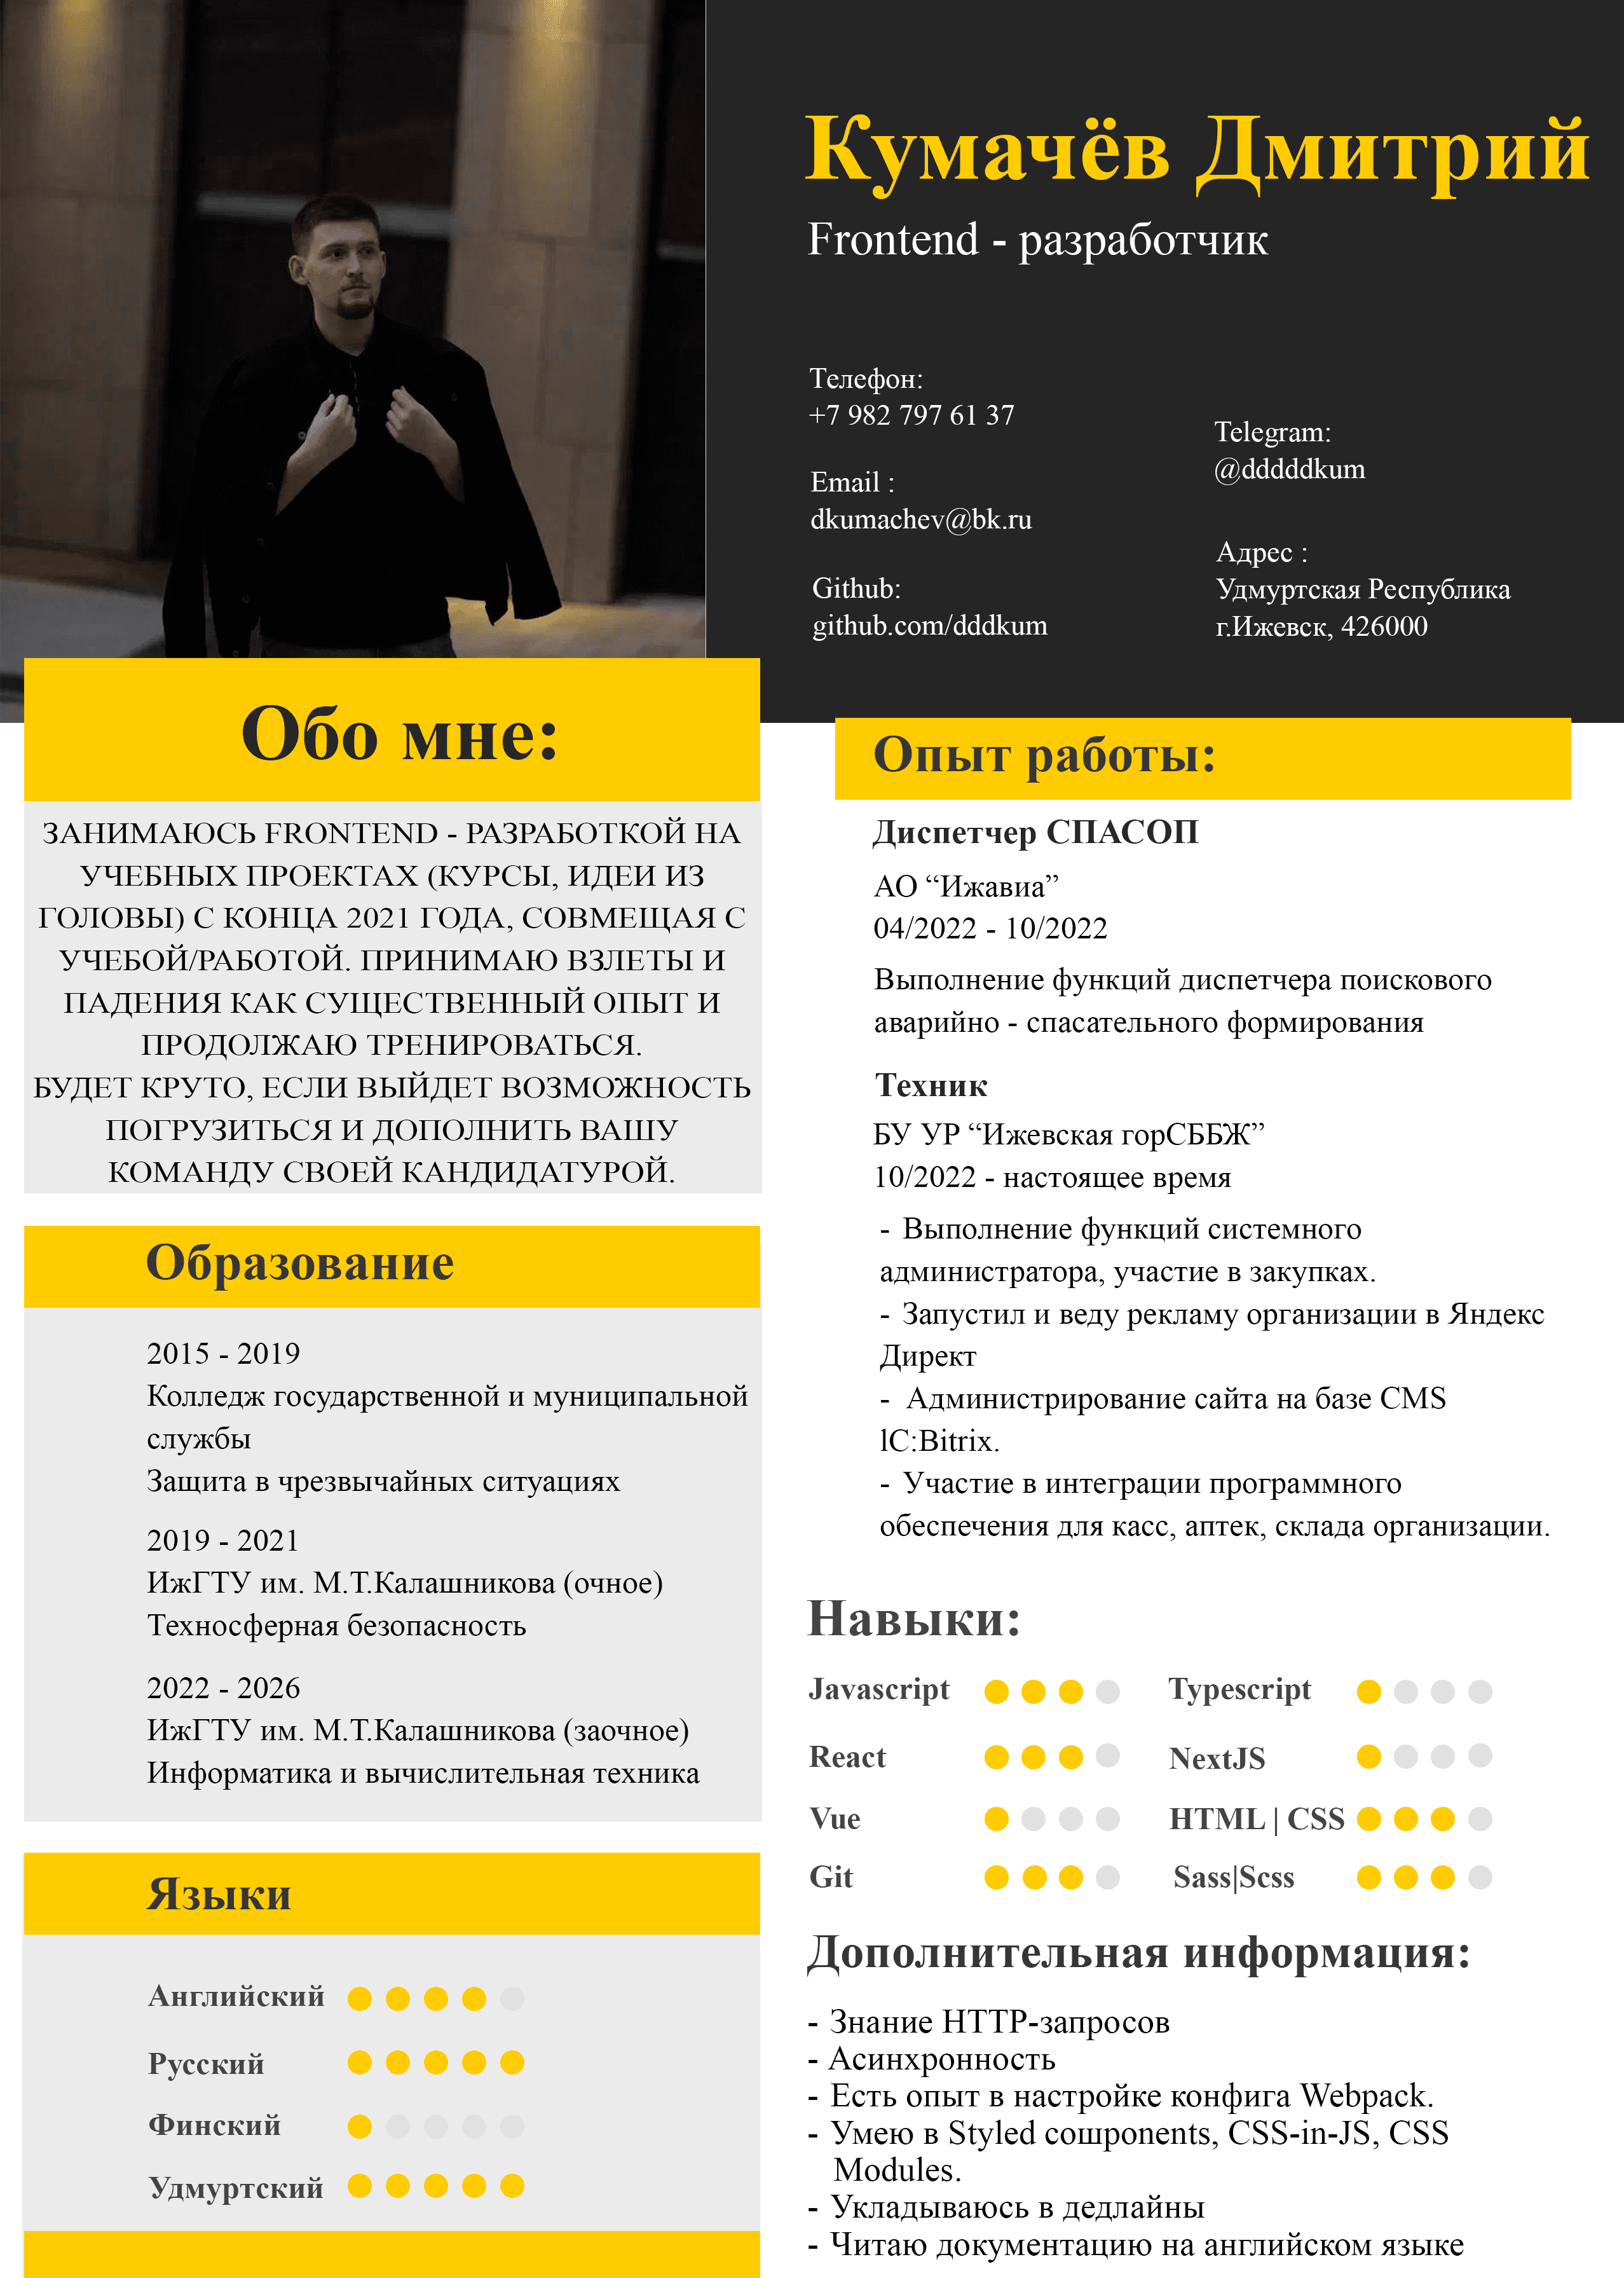 Кумачёв Дмитрий
Frontend - разработчик
Телефон:
+7 982 797 61 37
Email :
dkumachev@bk.ru
Github:
github.com/dddkum
Telegram:
@dddddkum
Адрес :
Удмуртская Республика
г.Ижевск, 426000
Обо мне:
ЗАНИМАЮСЬ FRONTEND - РАЗРАБОТКОЙ НА
УЧЕБНЫХ ПРОЕКТАХ (КУРСЫ, ИДЕИ ИЗ
ГОЛОВЫ) С КОНЦА 2021 ГОДА, СОВМЕЩАЯ С
УЧЕБОЙ/РАБОТОЙ. ПРИНИМАЮ ВЗЛЕТЫ И
ПАДЕНИЯ КАК СУЩЕСТВЕННЫЙ ОПЫТ И
ПРОДОЛЖАЮ ТРЕНИРОВАТЬСЯ.
БУДЕТ КРУТО, ЕСЛИ ВЫЙДЕТ ВОЗМОЖНОСТЬ
ПОГРУЗИТЬСЯ И ДОПОЛНИТЬ ВАШУ
КОМАНДУ СВОЕЙ КАНДИДАТУРОЙ.
Образование
2015 - 2019
Колледж государственной и муниципальной
службы
Защита в чрезвычайных ситуациях
2019 - 2021
ИжГТУ им. М.Т.Калашникова (очное)
Техносферная безопасность
2022 - 2026
ИжГТУ им. М.Т.Калашникова (заочное)
Информатика и вычислительная техника
Языки
Английский
Русский
Финский
Удмуртский
Опыт работы:
Диспетчер СПАСОП
АО “Ижавиа”
04/2022 - 10/2022
Выполнение функций диспетчера поискового
аварийно - спасательного формирования
Техник
БУ УР “Ижевская горСББЖ”
10/2022 - настоящее время
- Выполнение функций системного
администратора, участие в закупках.
- Запустил и веду рекламу организации в Яндекс
Директ
- Администрирование сайта на базе CMS
lC:Bitrix.
- Участие в интеграции программного
обеспечения для касс, аптек, склада организации.
Навыки:
Javascript Typescript
React NextJS
Vue HTML | CSS
Git Sass|Scss
Дополнительная информация:
- Знание HTTP-запросов
- Асинхронность
- Есть опыт в настройке конфига Webpack.
- Умею в Styled coшponents, CSS-in-JS, CSS
Modules.
- Укладываюсь в дедлайны
- Читаю документацию на английском языке